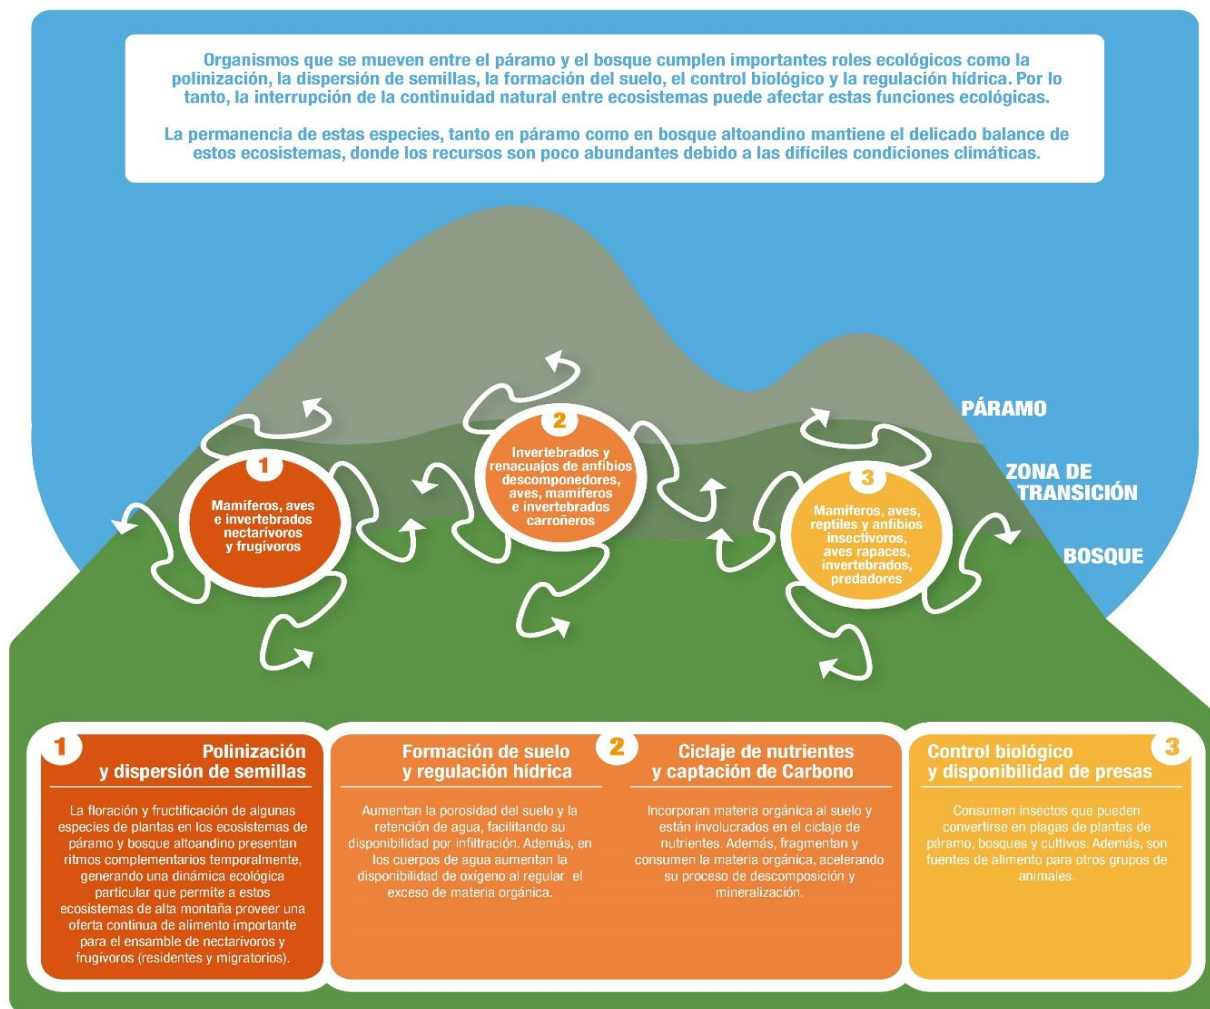 Organismos que se mueven entre el páramo y el bosque cumplen importantes roles ecológicos como la
polinización, la dispersión de semillas, la formación del suelo, el control biológico y la regulación hídrica. Por lo
tanto, la interrupción de la continuidad natural entre ecosistemas puede afectar estas funciones ecológicas.
La permanencia de estas especies, tanto en páramo como en bosque altoandino mantiene el delicado balance de
estos ecosistemas, donde los recursos son poco abundantes debido a las difíciles condiciones climáticas.
PÁRAMO
ZONA DE
TRANSICIÓN
BOSQUE
1
Mamíferos, aves
e invertebrados
nectarívoros
y frugívoros
2
Invertebrados y
renacuajos de anfibios
descomponedores,
aves, mamíferos
e invertebrados
carroñeros
3
Mamíferos, aves,
reptiles y anfibios
insectívoros,
aves rapaces,
invertebrados,
predadores
1
Polinización
y dispersión de semillas
La floración y fructificación de algunas
especies de plantas en los ecosistemas de
páramo y bosque altoandino presentan
ritmos complementarios temporalmente,
generando una dinámica ecológica
particular que permite a estos
ecosistemas de alta montaña proveer una
oferta continua de alimento importante
para el ensamble de nectarívoros y
frugívoros (residentes y migratorios).
Formación de suelo
y regulación hídrica
Aumentan la porosidad del suelo y la
retención de agua, facilitando su
disponibilidad por infiltración. Además, en
los cuerpos de agua aumentan la
disponibilidad de oxígeno al regular el
exceso de materia orgánica.
2
Ciclaje de nutrientes
y captación de Carbono
Incorporan materia orgánica al suelo y
están involucrados en el ciclaje de
nutrientes. Además, fragmentan y
consumen la materia orgánica, acelerando
su proceso de descomposición y
mineralización.
Control biológico
y disponibilidad de presas
3
Consumen insectos que pueden
convertirse en plagas de plantas de
páramo, bosques y cultivos. Además, son
fuentes de alimento para otros grupos de
animales.